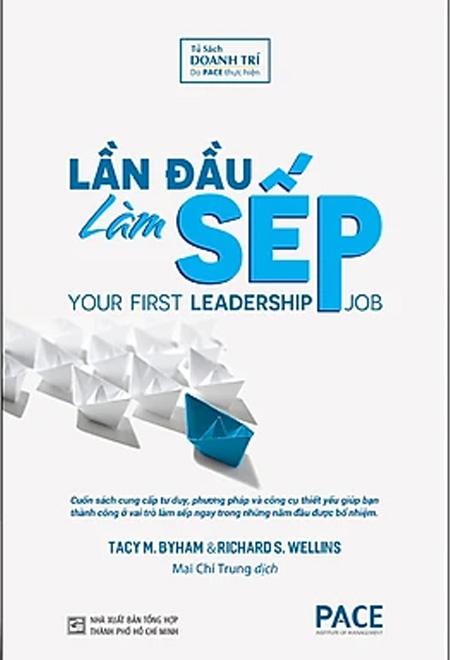 Tủ Sách
DOANH TRÍ
Do PACE thực hiện
LẦN ĐẦU
Làm SẾP
YOUR FIRST LEADERSHIP JOB
Cuốn sách cung cấp tư duy, phương pháp và công cụ thiết yếu giúp bạn
thành công ở vai trò làm sếp ngay trong những năm đầu được bổ nhiệm.
TACY M. BYHAM & RICHARD S. WELLINS
Mai Chí Trung dịch
NHÀ XUẤT BẢN TỔNG HỢP
THÀNH PHỐ HỒ CHÍ MINH
PACE
INSTITUTE OF MANAGEMENT